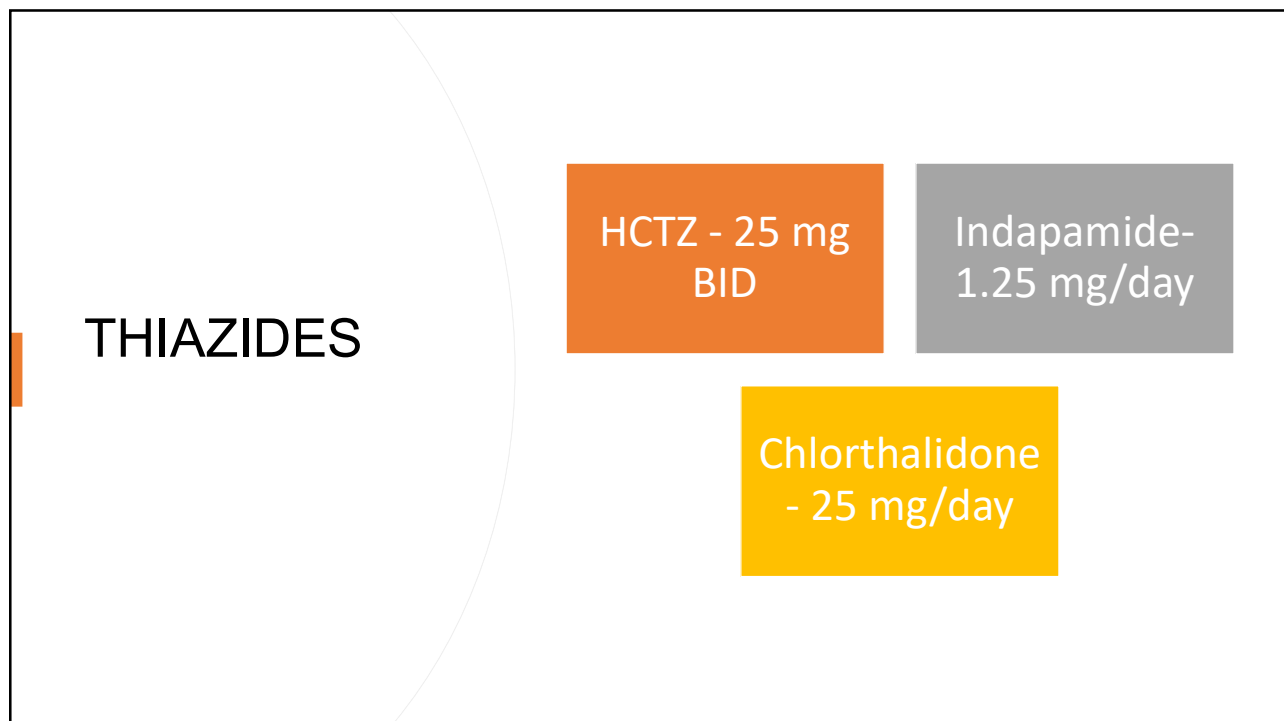 THIAZIDES
HCTZ - 25 mg
BID
Indapamide-
1.25 mg/day
Chlorthalidone
- 25 mg/day